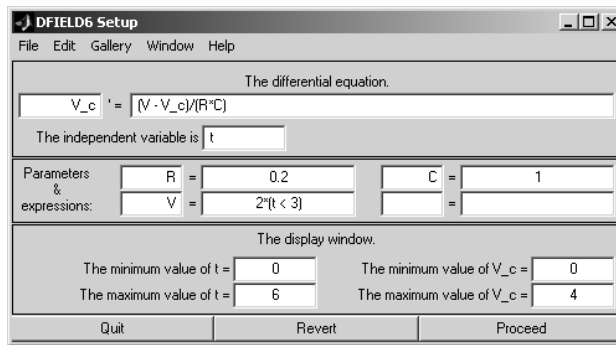 DFIELD6 Setup
File Edit Gallery Window Help
The differential equation.
V_c ' = (V - V_c)/(R*C)
The independent variable is t
Parameters & expressions:
R = 0.2 C = 1
V = 2*(t < 3) =
The display window.
The minimum value of t = 0 The minimum value of V_c = 0
The maximum value of t = 6 The maximum value of V_c = 4
Quit Revert Proceed